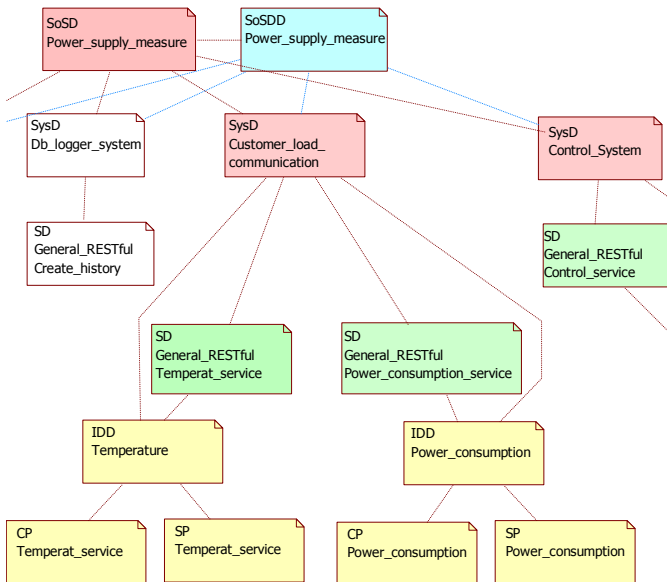 SoSD
Power_supply_measure
SoSDD
Power_supply_measure
SysD
Db_logger_system
SysD
Customer_load_
communication
SysD
Control_System
SD
General_RESTful
Create_history
SD
General_RESTful
Control_service
SD
General_RESTful
Temperat_service
SD
General_RESTful
Power_consumption_service
IDD
Temperature
IDD
Power_consumption
CP
Temperat_service
SP
Temperat_service
CP
Power_consumption
SP
Power_consumption